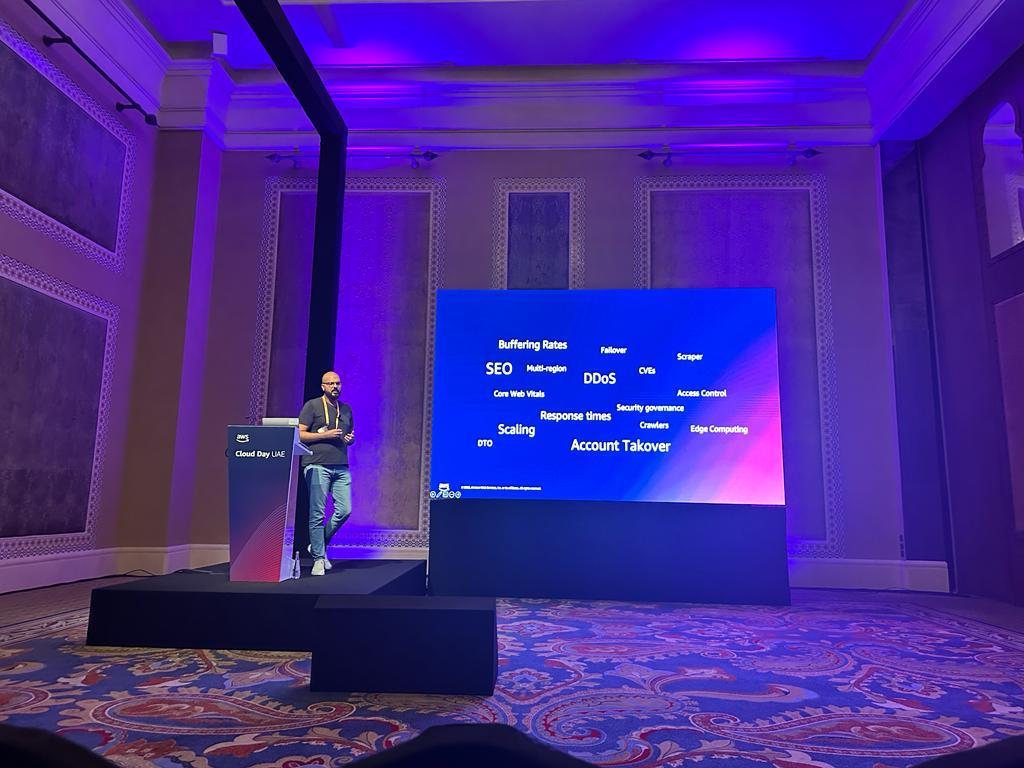 aws
Cloud Day UAE
Buffering Rates
Failover
Scraper
SEO
Multi-region
DDoS
CVEs
Core Web Vitals
Access Control
Response times
Security governance
Scaling
Crawlers
Edge Computing
DTO
Account Takeover